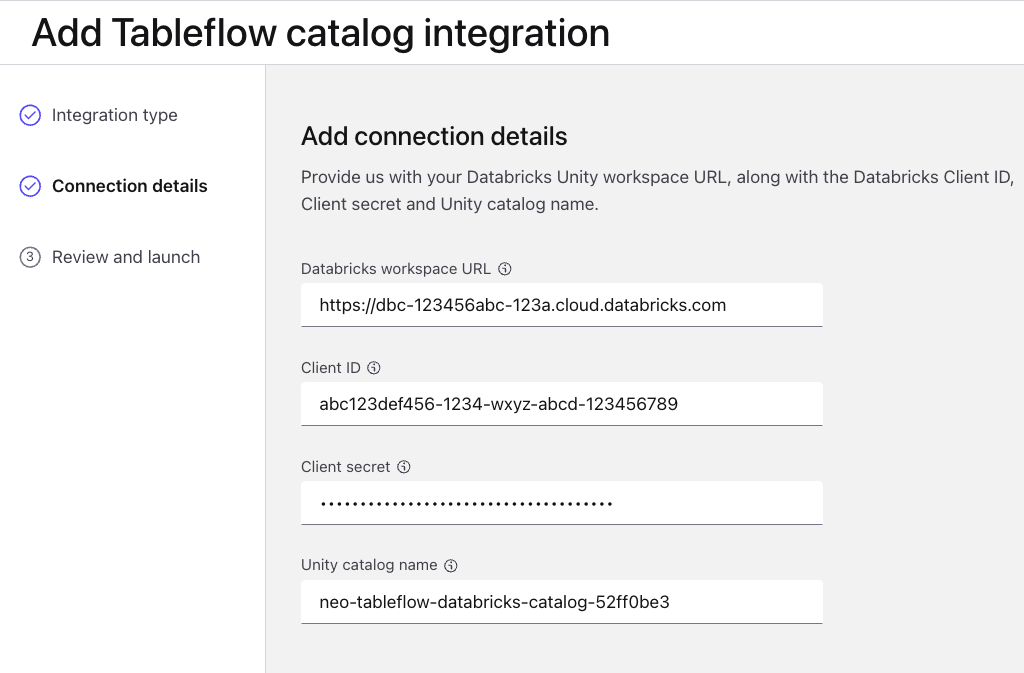 Add Tableflow catalog integration
Integration type
Connection details
3 Review and launch
Add connection details
Provide us with your Databricks Unity workspace URL, along with the Databricks Client ID,
Client secret and Unity catalog name.
Databricks workspace URL
https://dbc-123456abc-123a.cloud.databricks.com
Client ID
abc123def456-1234-wxyz-abcd-123456789
Client secret
•••••••••••••••••••••••••••••••••••••
Unity catalog name
neo-tableflow-databricks-catalog-52ff0be3